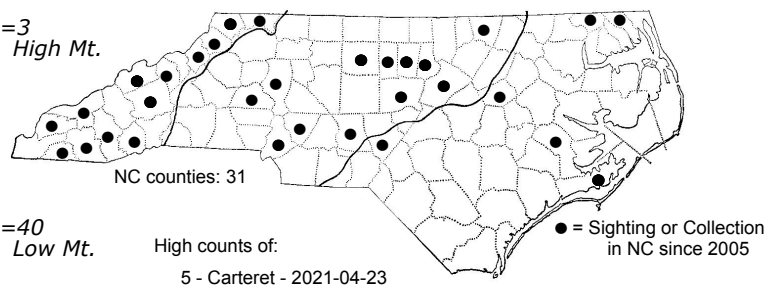 =3
High Mt.
NC counties: 31
=40
Low Mt.
High counts of:
5 - Carteret - 2021-04-23
● = Sighting or Collection
in NC since 2005